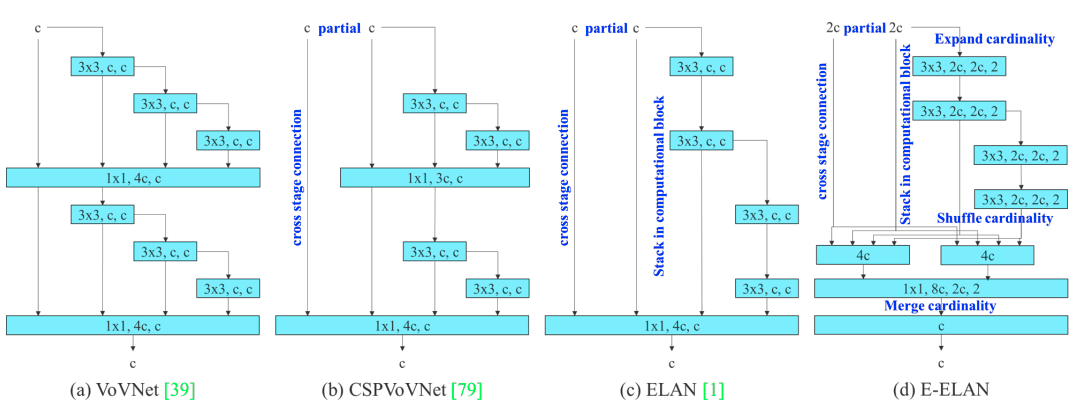 c
3x3, c, c
3x3, c, c
3x3, c, c
1x1, 4c, c
3x3, c, c
3x3, c, c
3x3, c, c
1x1, 4c, c
c
(a) VoVNet [39]
c partial c
cross stage connection
3x3, c, c
3x3, c, c
1x1, 3c, c
3x3, c, c
3x3, c, c
1x1, 4c, c
c
(b) CSPVoVNet [79]
c partial c
cross stage connection
Stack in computational block
3x3, c, c
3x3, c, c
3x3, c, c
3x3, c, c
1x1, 4c, c
c
(c) ELAN [1]
2c partial 2c
Expand cardinality
cross stage connection
Stack in computational block
3x3, 2c, 2c, 2
3x3, 2c, 2c, 2
3x3, 2c, 2c, 2
3x3, 2c, 2c, 2
Shuffle cardinality
4c 4c
1x1, 8c, 2c, 2
Merge cardinality
c
c
(d) E-ELAN